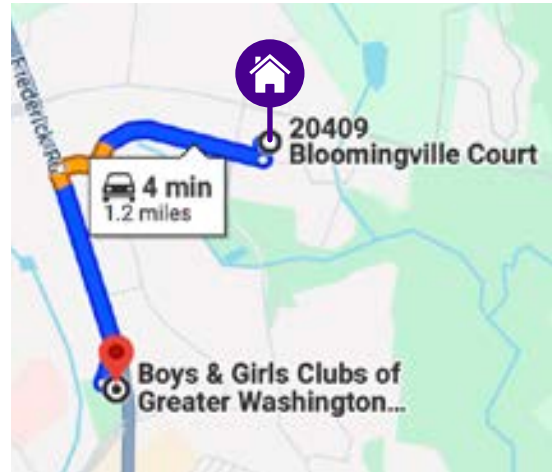 Frederick Rd
20409
Bloomingville Court
4 min
1.2 miles
Boys & Girls Clubs of
Greater Washington...